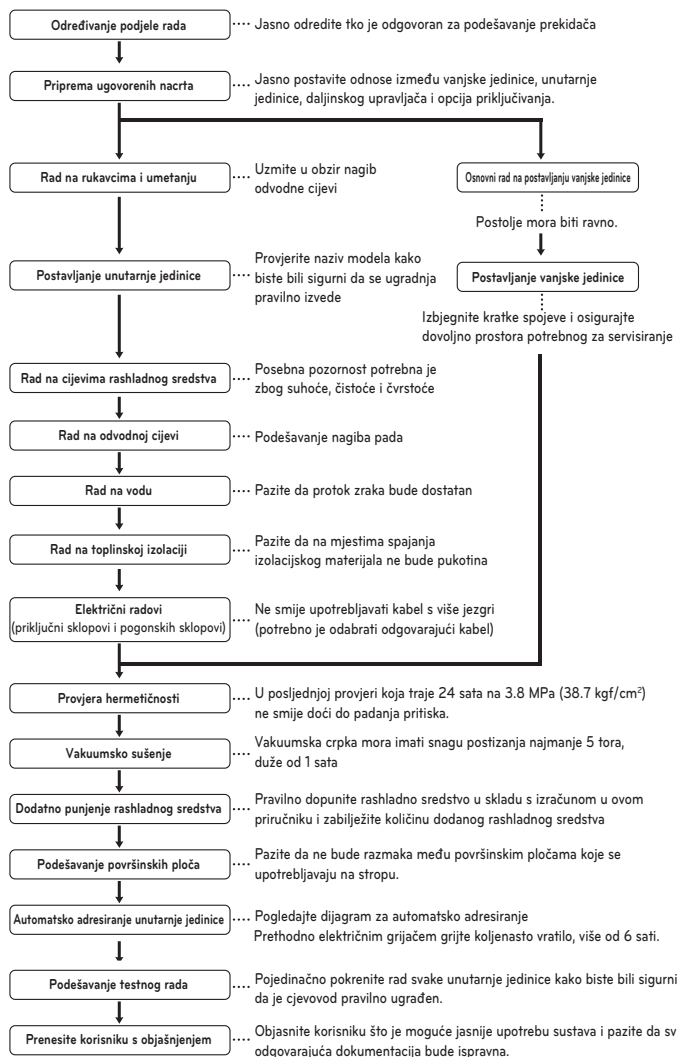 Određivanje podjele rada
Jasno odredite tko je odgovoran za podešavanje prekidača
Priprema ugovorenih nacrta
Jasno postavite odnose između vanjske jedinice, unutarnje
jedinice, daljinskog upravljača i opcija priključivanja.
Rad na rukavcima i umetanju
Uzmite u obzir nagib
odvodne cijevi
Osnovni rad na postavljanju vanjske jedinice
Postolje mora biti ravno.
Postavljanje unutarnje jedinice
Provjerite naziv modela kako
biste bili sigurni da se ugradnja
pravilno izvede
Postavljanje vanjske jedinice
Izbjegnite kratke spojeve i osigurajte
dovoljno prostora potrebnog za servisiranje
Rad na cijevima rashladnog sredstva
Posebna pozornost potrebna je
zbog suhoće, čistoće i čvrstoće
Rad na odvodnoj cijevi
Podešavanje nagiba pada
Rad na vodu
Pazite da protok zraka bude dostatan
Rad na toplinskoj izolaciji
Pazite da na mjestima spajanja
izolacijskog materijala ne bude pukotina
Električni radovi
(priključni sklopovi i pogonskih sklopovi)
Ne smije upotrebljavati kabel s više jezgri
(potrebno je odabrati odgovarajući kabel)
Provjera hermetičnosti
U posljednjoj provjeri koja traje 24 sata na 3.8 MPa (38.7 kgf/cm²)
ne smije doći do padanja pritiska.
Vakuumsko sušenje
Vakuumska crpka mora imati snagu postizanja najmanje 5 tora,
duže od 1 sata
Dodatno punjenje rashladnog sredstva
Pravilno dopunite rashladno sredstvo u skladu s izračunom u ovom
priručniku i zabilježite količinu dodanog rashladnog sredstva
Podešavanje površinskih ploča
Pazite da ne bude razmaka među površinskim pločama koje se
upotrebljavaju na stropu.
Automatsko adresiranje unutarnje jedinice
Pogledajte dijagram za automatsko adresiranje
Prethodno električnim grijačem grijte koljenasto vratilo, više od 6 sati.
Podešavanje testnog rada
Pojedinačno pokrenite rad svake unutarnje jedinice kako biste bili sigurni
da je cjevovod pravilno ugrađen.
Prenesite korisniku s objašnjenjem
Objasnite korisniku što je moguće jasnije upotrebu sustava i pazite da sv
odgovarajuća dokumentacija bude ispravna.